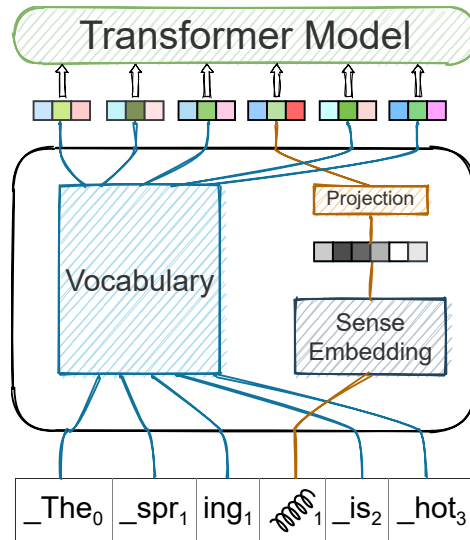 Transformer Model
Projection
Vocabulary
Sense
Embedding
_The₀ _spr₁ ing₁ ₁ _is₂ _hot₃